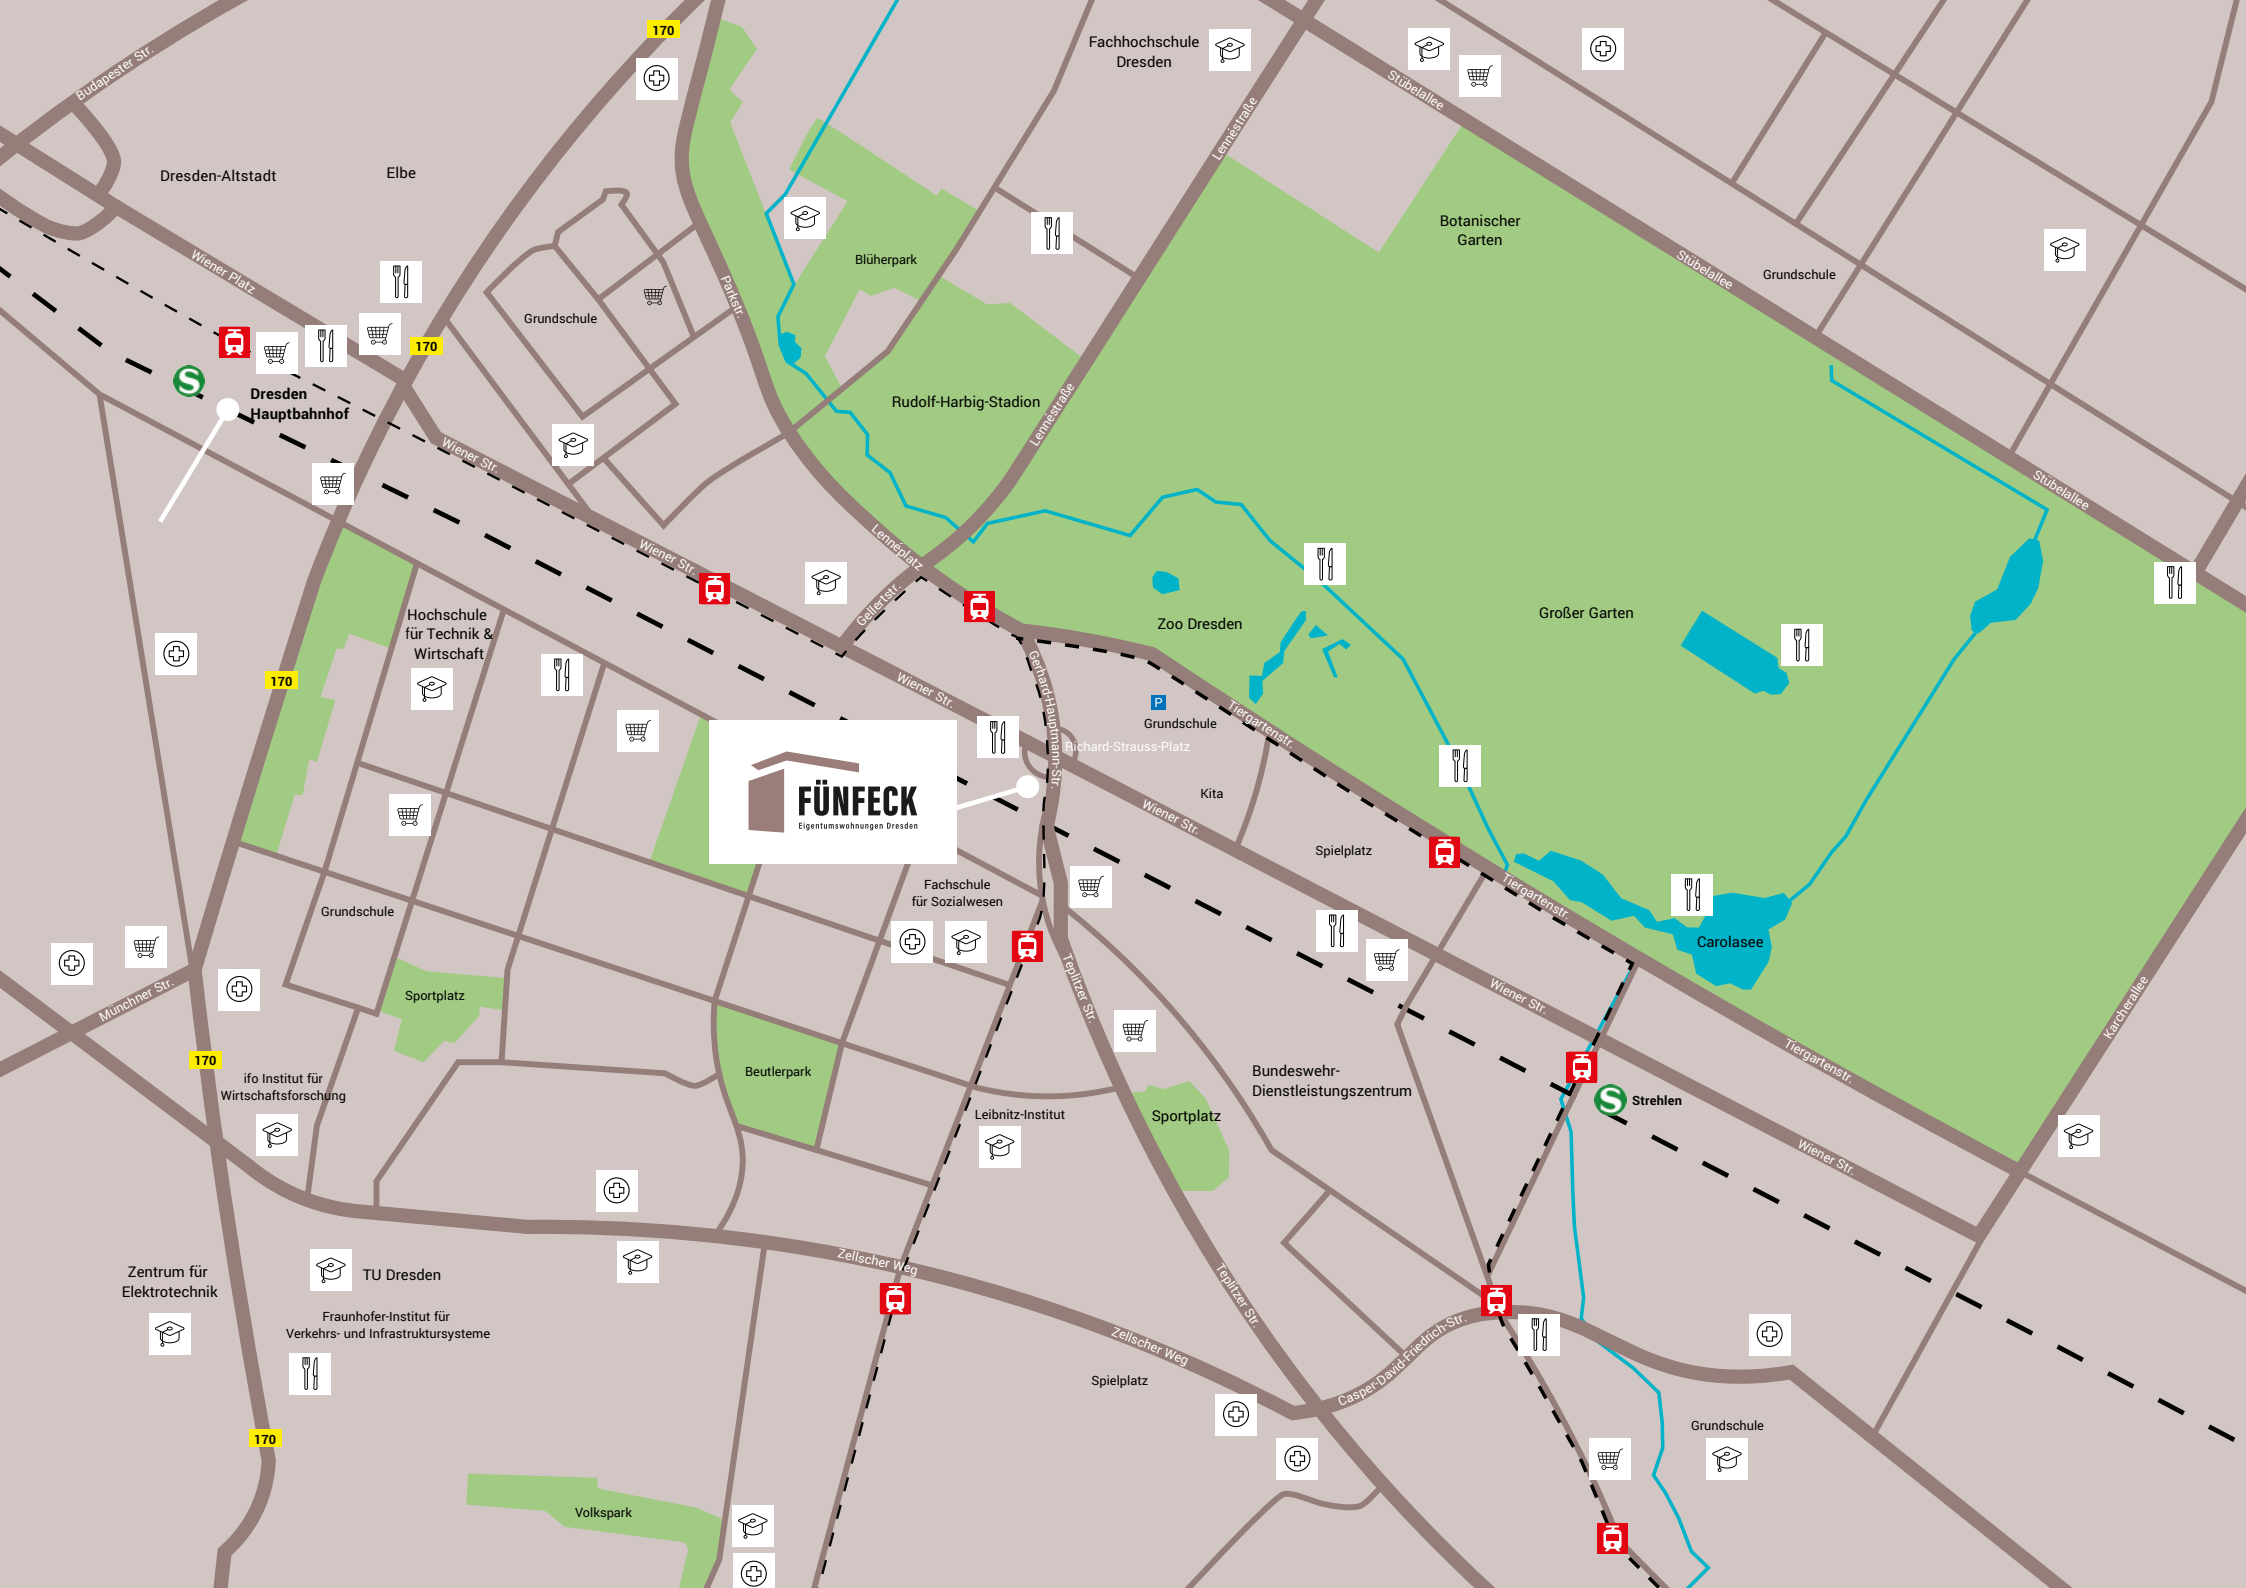 170
Fachhochschule
Dresden
Budapester Str.
Stübelallee
Lennéstraße
Dresden-Altstadt
Elbe
Botanischer
Garten
Wiener Platz
Blüherpark
Stübelallee
Grundschule
Parkstr.
Grundschule
170
Dresden
Hauptbahnhof
Rudolf-Harbig-Stadion
Lennéstraße
Wiener Str.
Stübelallee
Lennéplatz
Wiener Str.
Gellertstr.
Hochschule
für Technik &
Wirtschaft
Zoo Dresden
Großer Garten
170
Gerhard-Hauptmann-Str.
Wiener Str.
P
Grundschule
Tiergartenstr.
Richard-Strauss-Platz
FÜNFECK
Eigentumswohnungen Dresden
Kita
Wiener Str.
Spielplatz
Fachschule
für Sozialwesen
Tiergartenstr.
Grundschule
Carolasee
Sportplatz
Münchner Str.
Teplitzer Str.
Wiener Str.
Karcherallee
170
Beutlerpark
Bundeswehr-
Dienstleistungszentrum
Tiergartenstr.
ifo Institut für
Wirtschaftsforschung
S
Strehlen
Leibnitz-Institut
Sportplatz
Wiener Str.
Zellscher Weg
TU Dresden
Zentrum für
Elektrotechnik
Teplitzer Str.
Fraunhofer-Institut für
Verkehrs- und Infrastruktursysteme
Zellscher Weg
Casper-David-Friedrich-Str.
Spielplatz
Grundschule
170
Volkspark
S